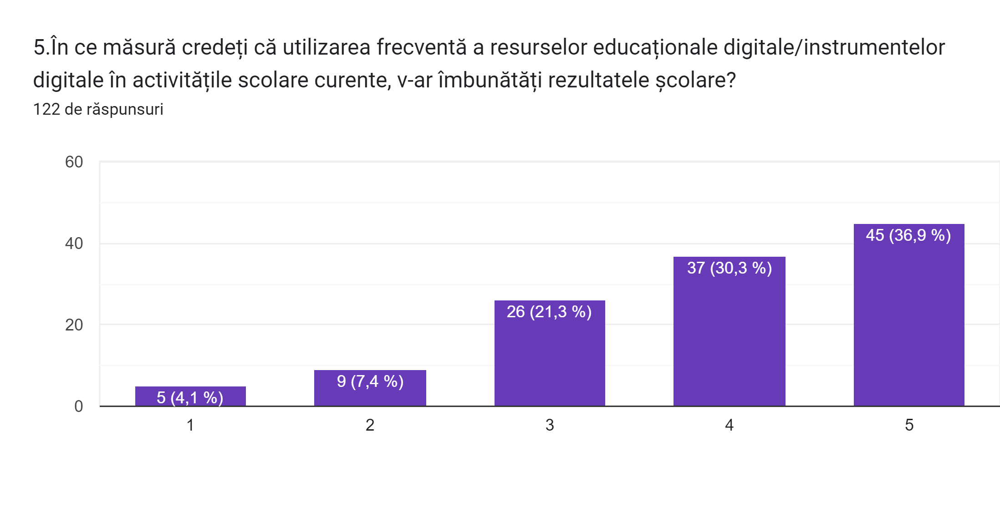 5.În ce măsură credeți că utilizarea frecventă a resurselor educaționale digitale/instrumentelor
digitale în activitățile scolare curente, v-ar îmbunătăți rezultatele școlare?
122 de răspunsuri
60
40
20
0
5 (4,1 %)
9 (7,4 %)
26 (21,3 %)
37 (30,3 %)
45 (36,9 %)
1
2
3
4
5